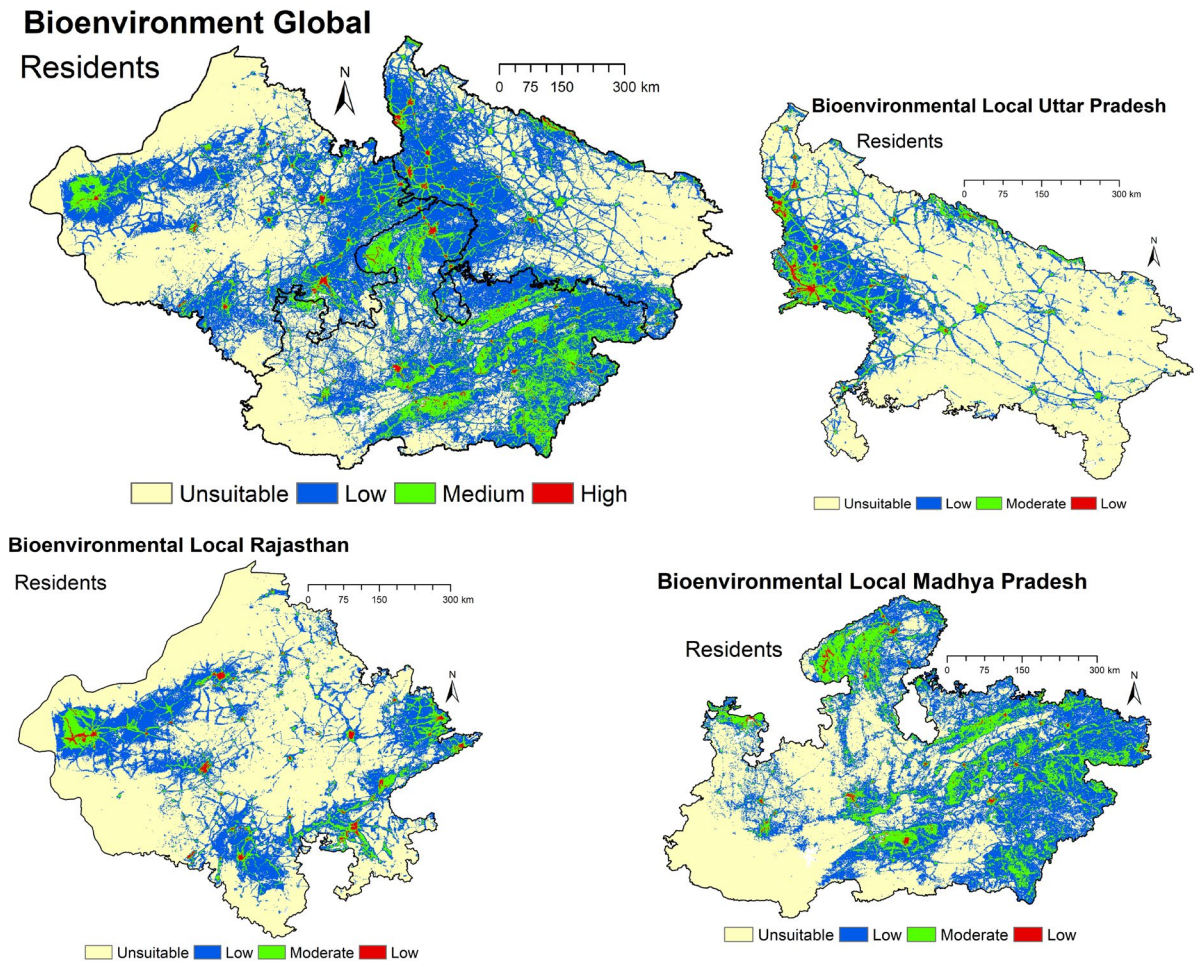 Bioenvironment Global
Residents
N
0 75 150 300 km
Unsuitable Low Medium High
Bioenvironmental Local Uttar Pradesh
Residents
0 75 150 300 km
N
Unsuitable Low Moderate Low
Bioenvironmental Local Rajasthan
Residents
0 75 150 300 km
N
Unsuitable Low Moderate Low
Bioenvironmental Local Madhya Pradesh
Residents
0 75 150 300 km
N
Unsuitable Low Moderate Low